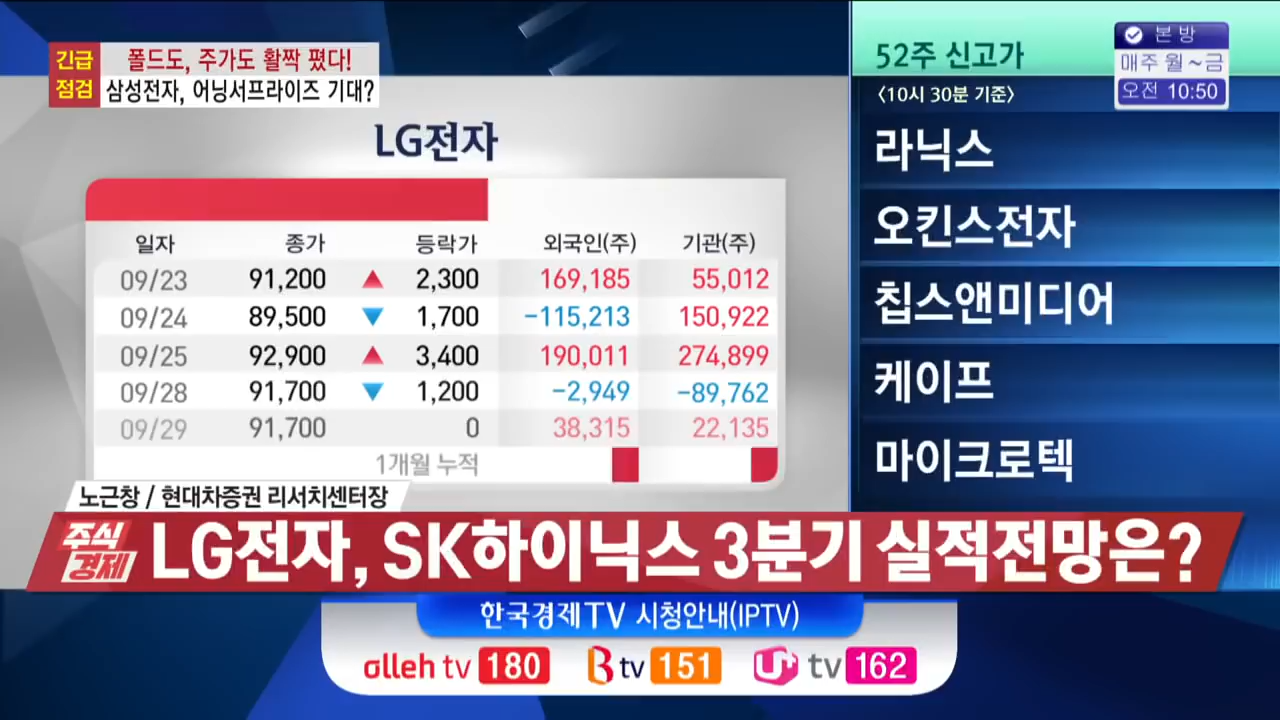 긴급
점검
폴드도, 주가도 활짝 폈다!
삼성전자, 어닝서프라이즈 기대?
52주 신고가
〈10시 30분 기준〉
본 방
매주 월~금
오전 10:50
LG전자
일자 종가 등락가 외국인(주) 기관(주)
09/23 91,200 ▲ 2,300 169,185 55,012
09/24 89,500 ▼ 1,700 -115,213 150,922
09/25 92,900 ▲ 3,400 190,011 274,899
09/28 91,700 ▼ 1,200 -2,949 -89,762
09/29 91,700 0 38,315 22,135
1개월 누적
라닉스
오킨스전자
칩스앤미디어
케이프
마이크로텍
노근창 / 현대차증권 리서치센터장
주식
경제
LG전자, SK하이닉스 3분기 실적전망은?
한국경제TV 시청안내(IPTV)
alleh tv 180 B tv 151 U+ tv 162